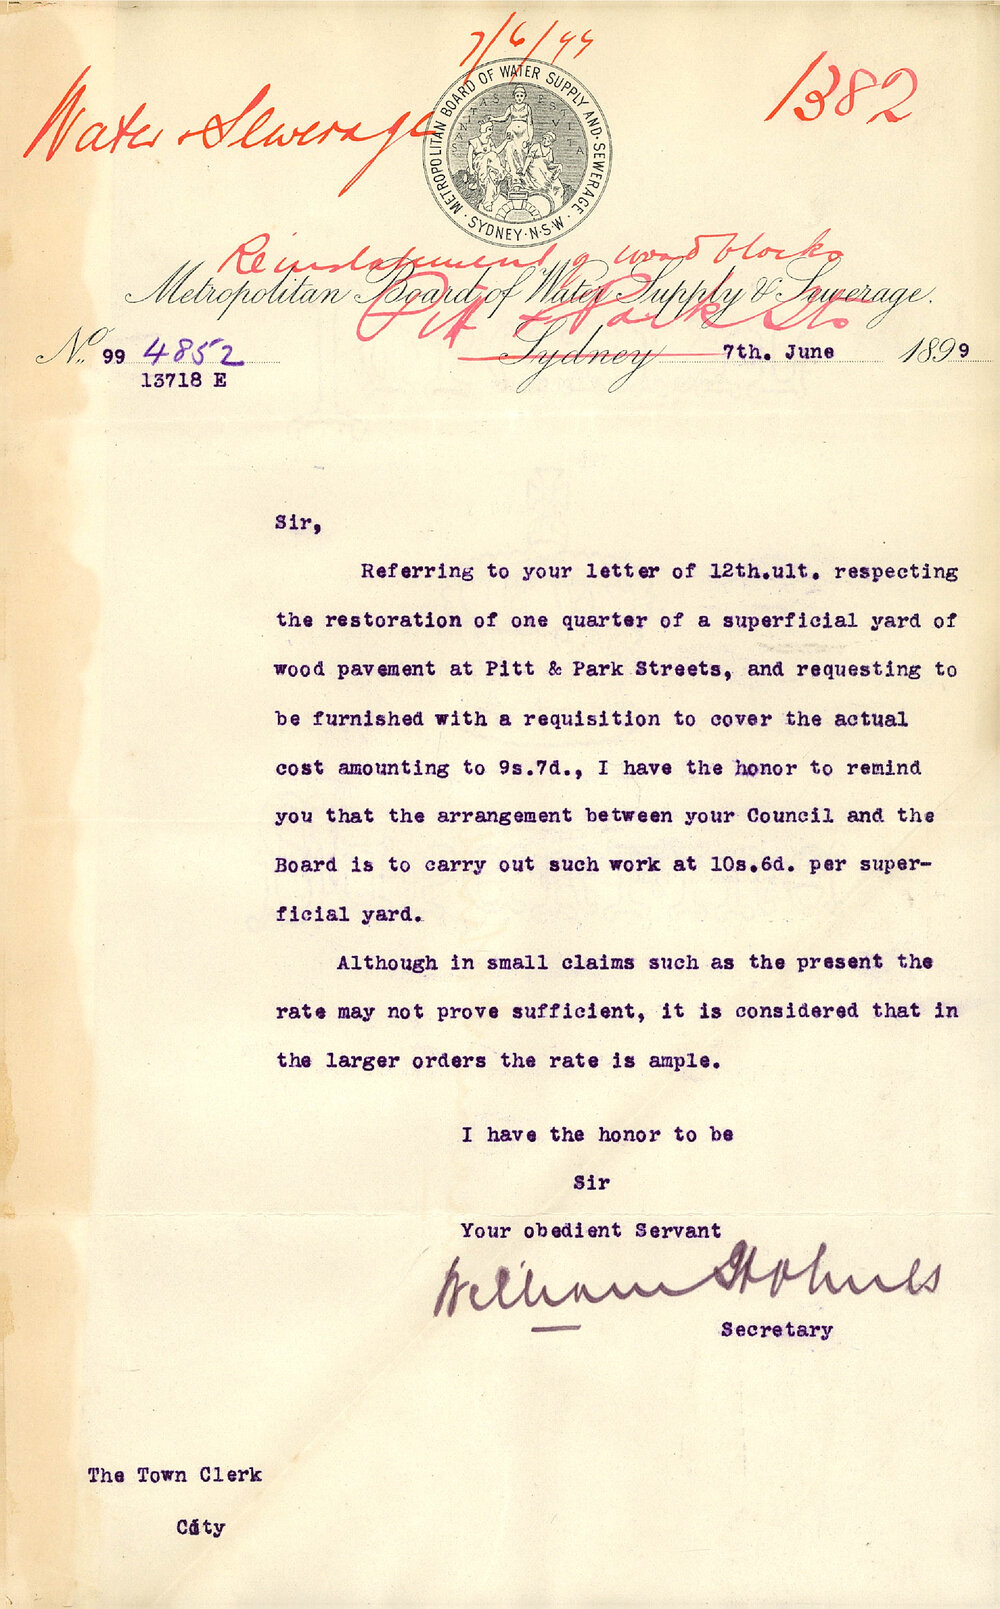 7/6/99
Water & Sewerage
1382
METROPOLITAN BOARD OF WATER SUPPLY AND SEWERAGE
SYDNEY · N·S·W ·
SANITAS EST VITA
Reinstatement of wood blocks
Metropolitan Board of Water Supply & Sewerage.
Pitt & Park Sts
No. 99 4852 Sydney 7th. June 1899
13718 E
Sir,
Referring to your letter of 12th.ult. respecting
the restoration of one quarter of a superficial yard of
wood pavement at Pitt & Park Streets, and requesting to
be furnished with a requisition to cover the actual
cost amounting to 9s.7d., I have the honor to remind
you that the arrangement between your Council and the
Board is to carry out such work at 10s.6d. per super-
ficial yard.
Although in small claims such as the present the
rate may not prove sufficient, it is considered that in
the larger orders the rate is ample.
I have the honor to be
Sir
Your obedient Servant
William Holmes
Secretary
The Town Clerk
City